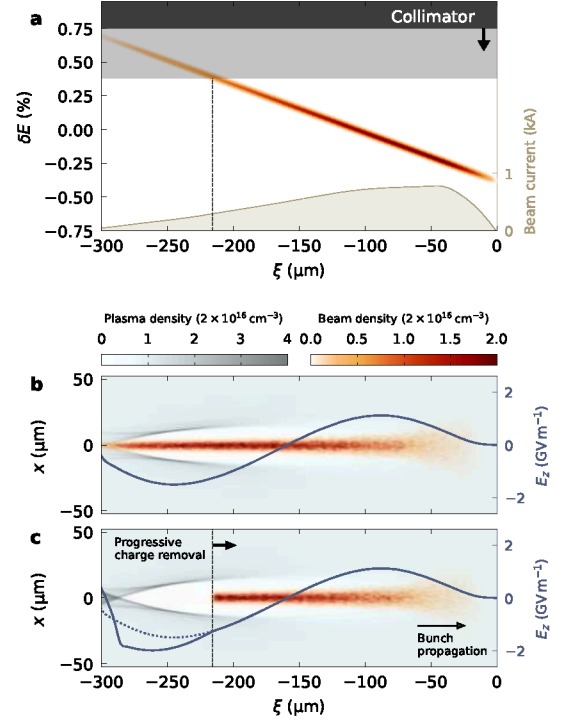 a
Collimator
0.75
0.50
0.25
0.00
−0.25
−0.50
−0.75
δE (%)
1
0
Beam current (kA)
−300 −250 −200 −150 −100 −50 0
ξ (μm)
Plasma density (2 × 10¹⁶ cm⁻³) Beam density (2 × 10¹⁶ cm⁻³)
0 1 2 3 4 0.0 0.5 1.0 1.5 2.0
b
50
0
−50
x (μm)
2
0
−2
E_z (GV m⁻¹)
c
Progressive
charge removal
50
0
−50
x (μm)
2
0
−2
E_z (GV m⁻¹)
Bunch
propagation
−300 −250 −200 −150 −100 −50 0
ξ (μm)